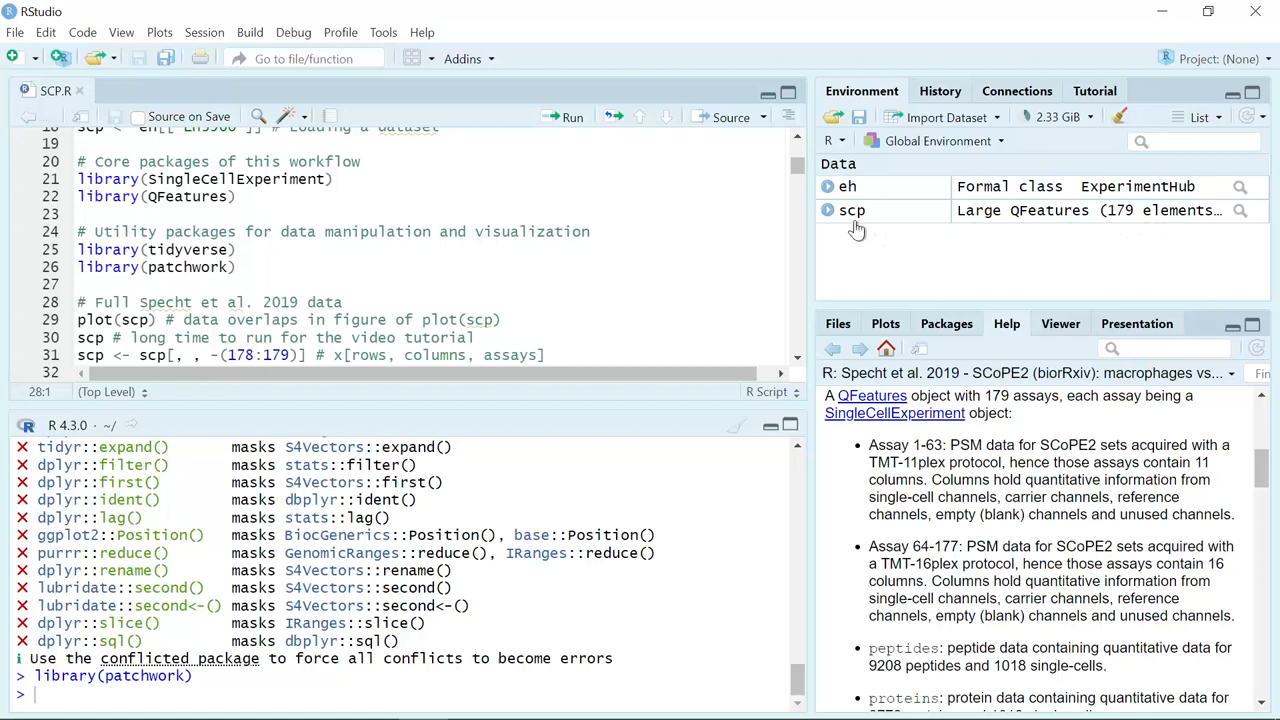 RStudio
File Edit Code View Plots Session Build Debug Profile Tools Help
Go to file/function
Addins
Project: (None)
SCP.R
Source on Save
Run
Source
19
20 # Core packages of this workflow
21 library(SingleCellExperiment)
22 library(QFeatures)
23
24 # Utility packages for data manipulation and visualization
25 library(tidyverse)
26 library(patchwork)
27
28 # Full Specht et al. 2019 data
29 plot(scp) # data overlaps in figure of plot(scp)
30 scp # long time to run for the video tutorial
31 scp <- scp[, , -(178:179)] # x[rows, columns, assays]
32
28:1 (Top Level) R Script
R 4.3.0 · ~/
tidyr::expand() masks S4Vectors::expand()
dplyr::filter() masks stats::filter()
dplyr::first() masks S4Vectors::first()
dplyr::ident() masks dbplyr::ident()
dplyr::lag() masks stats::lag()
ggplot2::Position() masks BiocGenerics::Position(), base::Position()
purrr::reduce() masks GenomicRanges::reduce(), IRanges::reduce()
dplyr::rename() masks S4Vectors::rename()
lubridate::second() masks S4Vectors::second()
lubridate::second<-() masks S4Vectors::second<-()
dplyr::slice() masks IRanges::slice()
dplyr::sql() masks dbplyr::sql()
i Use the conflicted package to force all conflicts to become errors
> library(patchwork)
>
Environment History Connections Tutorial
Import Dataset
2.33 GiB
List
R
Global Environment
Data
eh Formal class ExperimentHub
scp Large QFeatures (179 elements…
Files Plots Packages Help Viewer Presentation
R: Specht et al. 2019 - SCoPE2 (biorXiv): macrophages vs... Fin
A QFeatures object with 179 assays, each assay being a
SingleCellExperiment object:
• Assay 1-63: PSM data for SCoPE2 sets acquired with a
TMT-11plex protocol, hence those assays contain 11
columns. Columns hold quantitative information from
single-cell channels, carrier channels, reference
channels, empty (blank) channels and unused channels.
• Assay 64-177: PSM data for SCoPE2 sets acquired with
a TMT-16plex protocol, hence those assays contain 16
columns. Columns hold quantitative information from
single-cell channels, carrier channels, reference
channels, empty (blank) channels and unused channels.
• peptides: peptide data containing quantitative data for
9208 peptides and 1018 single-cells.
• proteins: protein data containing quantitative data for